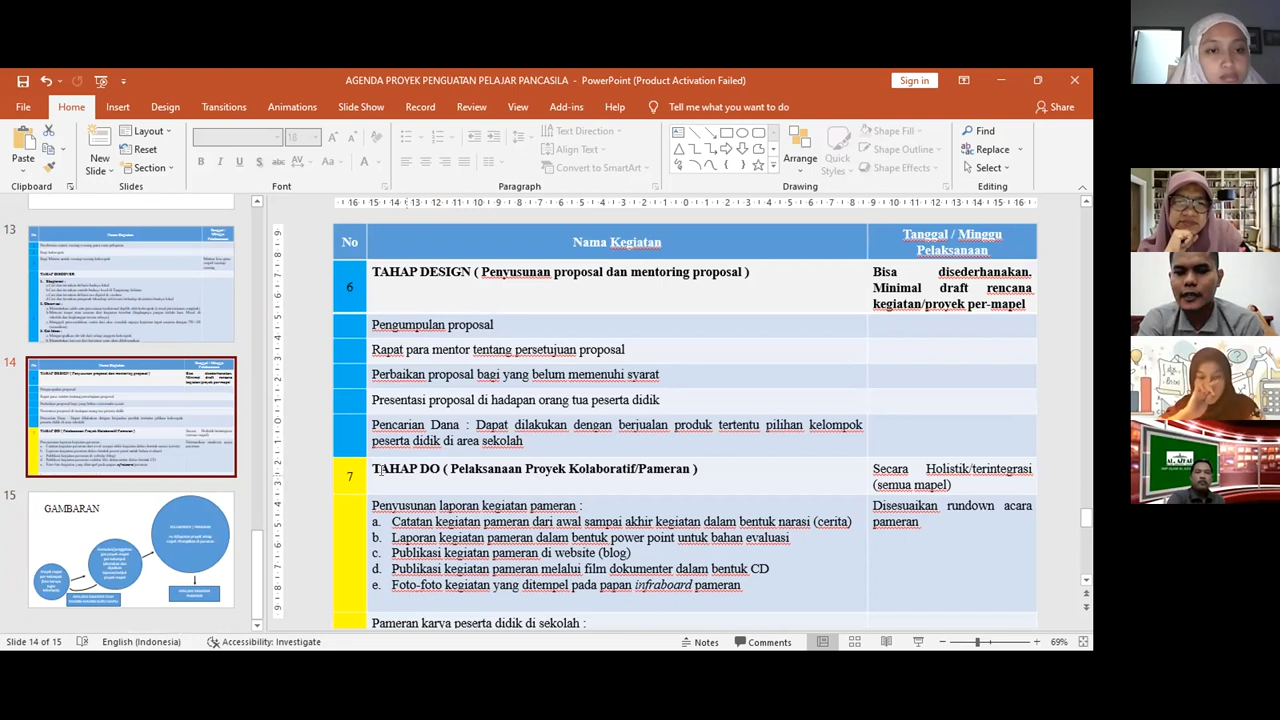 AGENDA PROYEK PENGUATAN PELAJAR PANCASILA - PowerPoint (Product Activation Failed)
Sign in
File Home Insert Design Transitions Animations Slide Show Record Review View Add-ins Help Tell me what you want to do Share
Paste
Clipboard
New Slide
Layout
Reset
Section
Slides
18
Font
Text Direction
Align Text
Convert to SmartArt
Paragraph
Arrange
Quick Styles
Shape Fill
Shape Outline
Shape Effects
Drawing
Find
Replace
Select
Editing
13
14
15
GAMBARAN
No Nama Kegiatan Tanggal / Minggu
Pelaksanaan
6 TAHAP DESIGN ( Penyusunan proposal dan mentoring proposal )
Bisa disederhanakan.
Minimal draft rencana
kegiatan/proyek per-mapel
Pengumpulan proposal
Rapat para mentor tentang penunjuan proposal
Perbaikan proposal bagi yang belum mmenuhi syarat
Presentasi proposal di hadapan orang tua peserta didik
Pencarian Dana : Dapat dilakukan dengan berjualan produk tertentu pilihan kelompok
peserta didik di area sekolah
7 TAHAP DO ( Pelaksanaan Proyek Kolaboratif/Pameran )
Secara Holistik/terintegrasi
(semua mapel)
Penyusunan laporan kegiatan pameran :
a. Catatan kegiatan pameran dari awal sampai akhir kegiatan dalam bentuk narasi (cerita)
b. Laporan kegiatan pameran dalam bentuk power point untuk bahan evaluasi
c. Publikasi kegiatan pameran di website (blog)
d. Publikasi kegiatan pameran melalui film dokumenter dalam bentuk CD
e. Foto-foto kegiatan yang ditempel pada papan infraboard pameran
Disesuaikan rundown acara
pameran
Pameran karya peserta didik di sekolah :
Slide 14 of 15 English (Indonesia) Accessibility: Investigate Notes Comments 69%